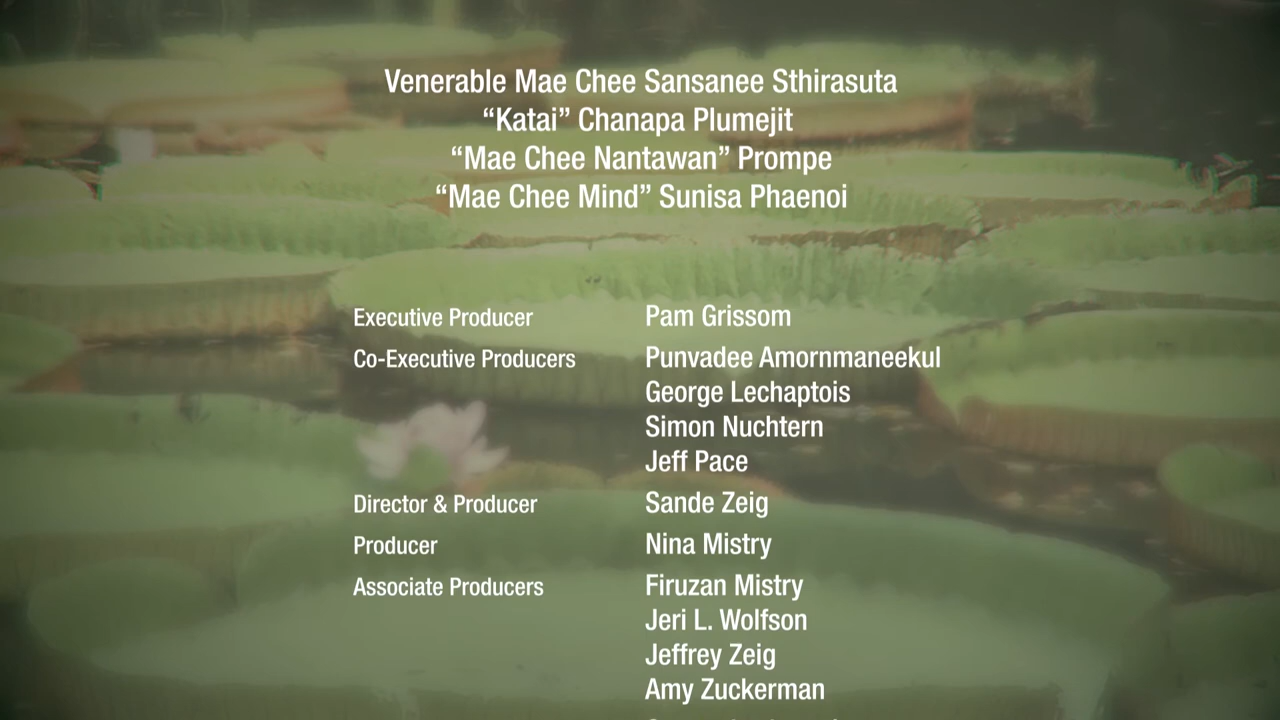 Venerable Mae Chee Sansanee Sthirasuta
“Katai” Chanapa Plumejit
“Mae Chee Nantawan” Prompe
“Mae Chee Mind” Sunisa Phaenoi
Executive Producer Pam Grissom
Co-Executive Producers Punvadee Amornmaneekul
George Lechaptois
Simon Nuchtern
Jeff Pace
Director & Producer Sande Zeig
Producer Nina Mistry
Associate Producers Firuzan Mistry
Jeri L. Wolfson
Jeffrey Zeig
Amy Zuckerman